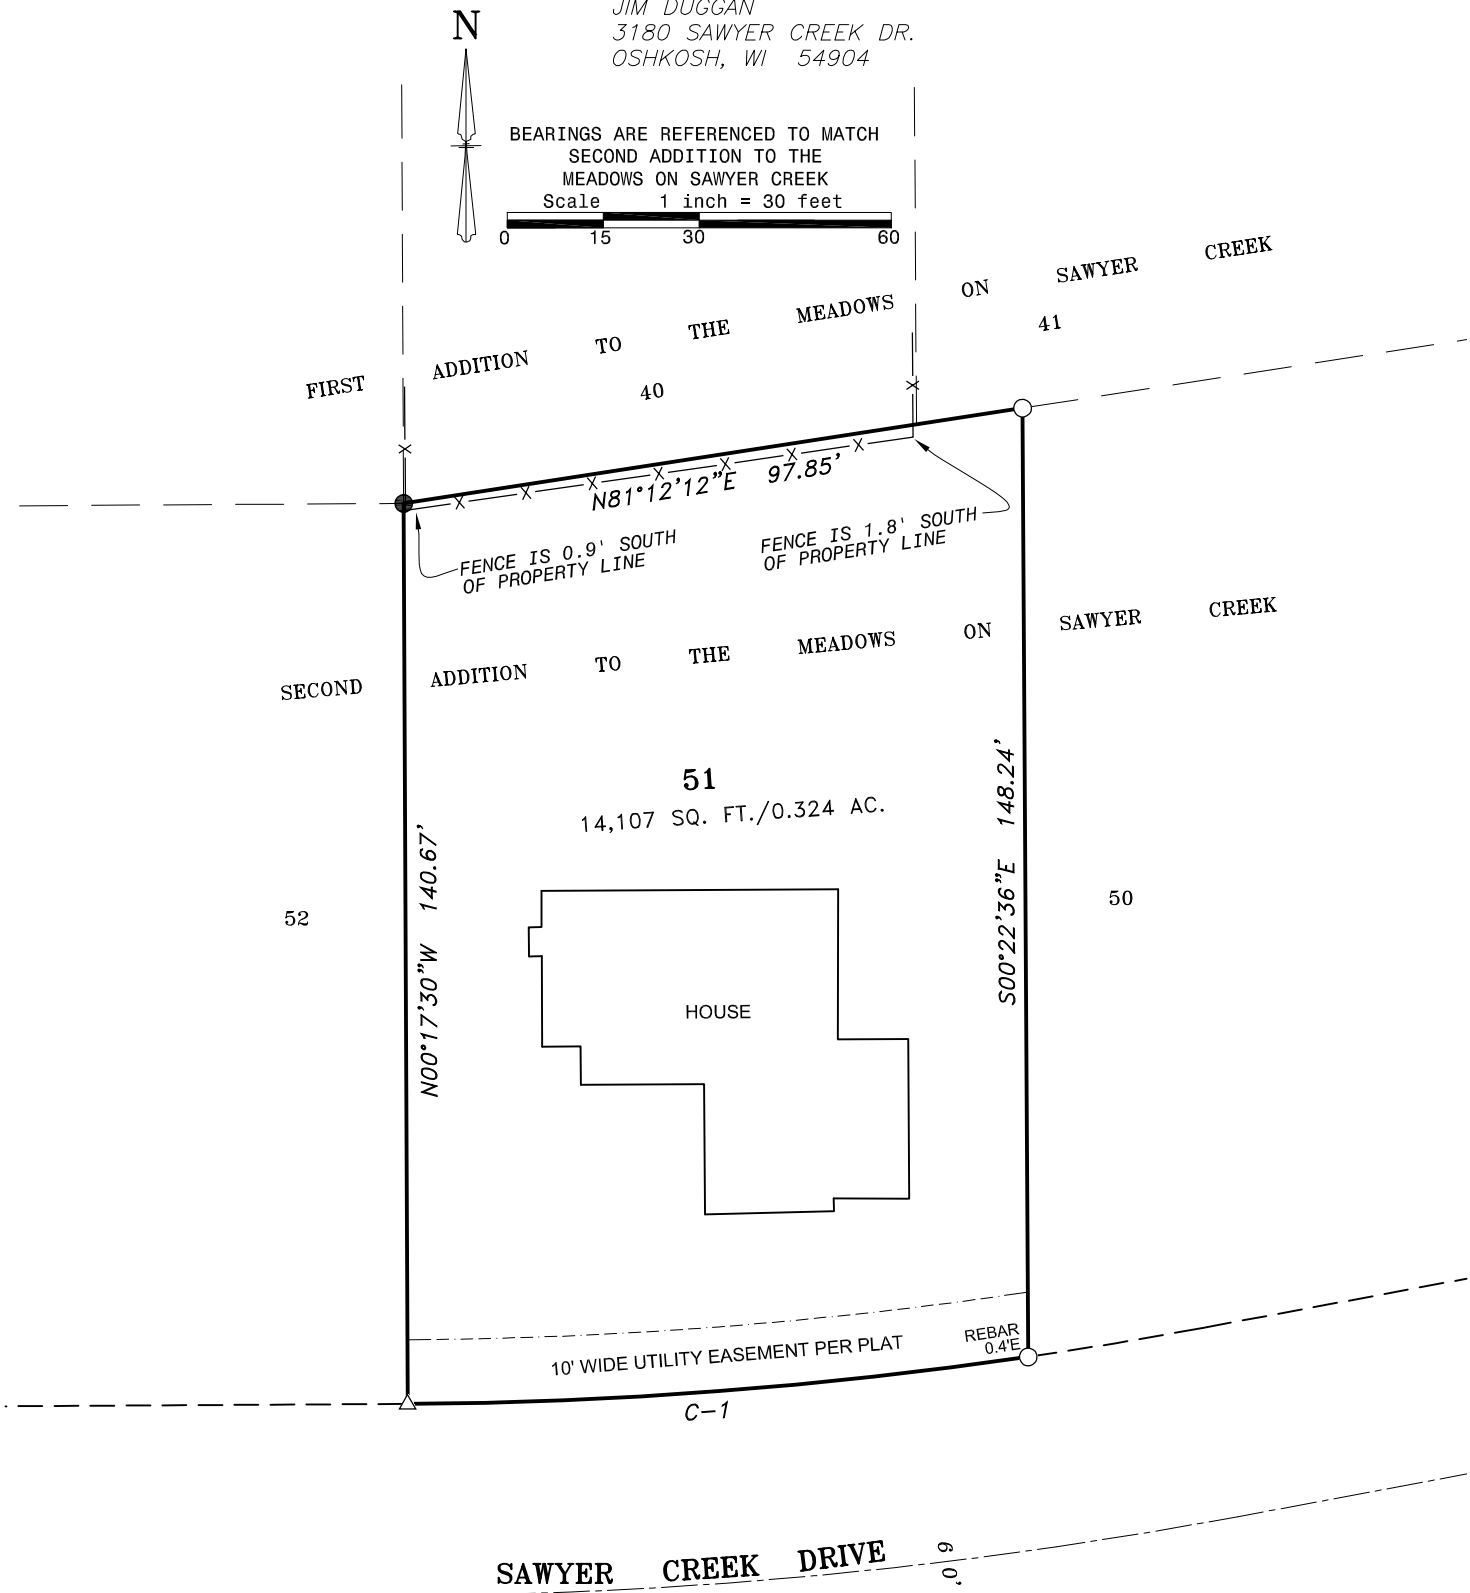 JIM DUGGAN
3180 SAWYER CREEK DR.
OSHKOSH, WI 54904
N
BEARINGS ARE REFERENCED TO MATCH
SECOND ADDITION TO THE
MEADOWS ON SAWYER CREEK
Scale 1 inch = 30 feet
0 15 30 60
FIRST ADDITION TO THE MEADOWS ON SAWYER CREEK
41
40
N81°12'12"E 97.85'
FENCE IS 0.9' SOUTH
OF PROPERTY LINE
FENCE IS 1.8' SOUTH
OF PROPERTY LINE
SECOND ADDITION TO THE MEADOWS ON SAWYER CREEK
51
14,107 SQ. FT./0.324 AC.
N00°17'30"W 140.67'
S00°22'36"E 148.24'
52
50
HOUSE
10' WIDE UTILITY EASEMENT PER PLAT
REBAR
0.4'E
C-1
SAWYER CREEK DRIVE
60'